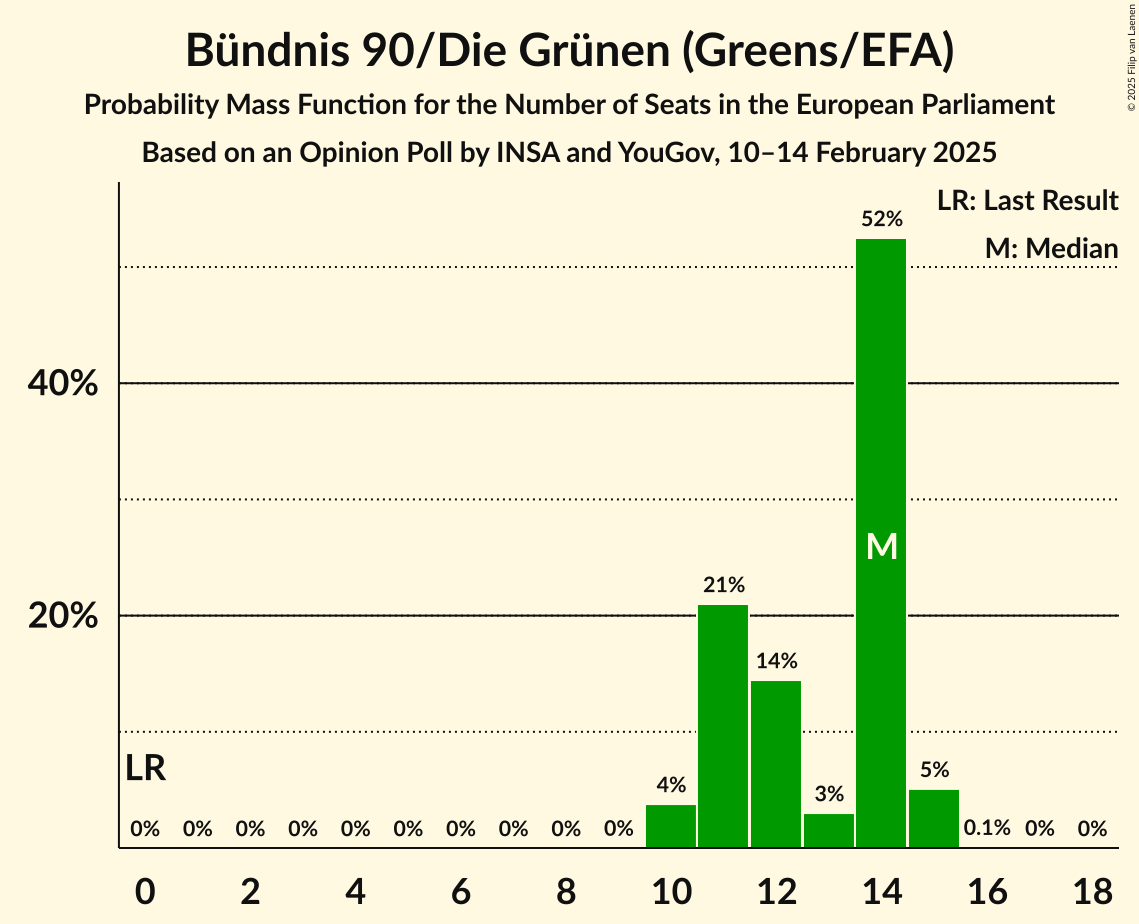 Bündnis 90/Die Grünen (Greens/EFA)
Probability Mass Function for the Number of Seats in the European Parliament
Based on an Opinion Poll by INSA and YouGov, 10–14 February 2025
© 2025 Filip van Laenen
LR: Last Result
M: Median
52%
40%
M
21%
20%
14%
LR
5%
4%
3%
0% 0% 0% 0% 0% 0% 0% 0% 0% 0% 0.1% 0% 0%
0 2 4 6 8 10 12 14 16 18